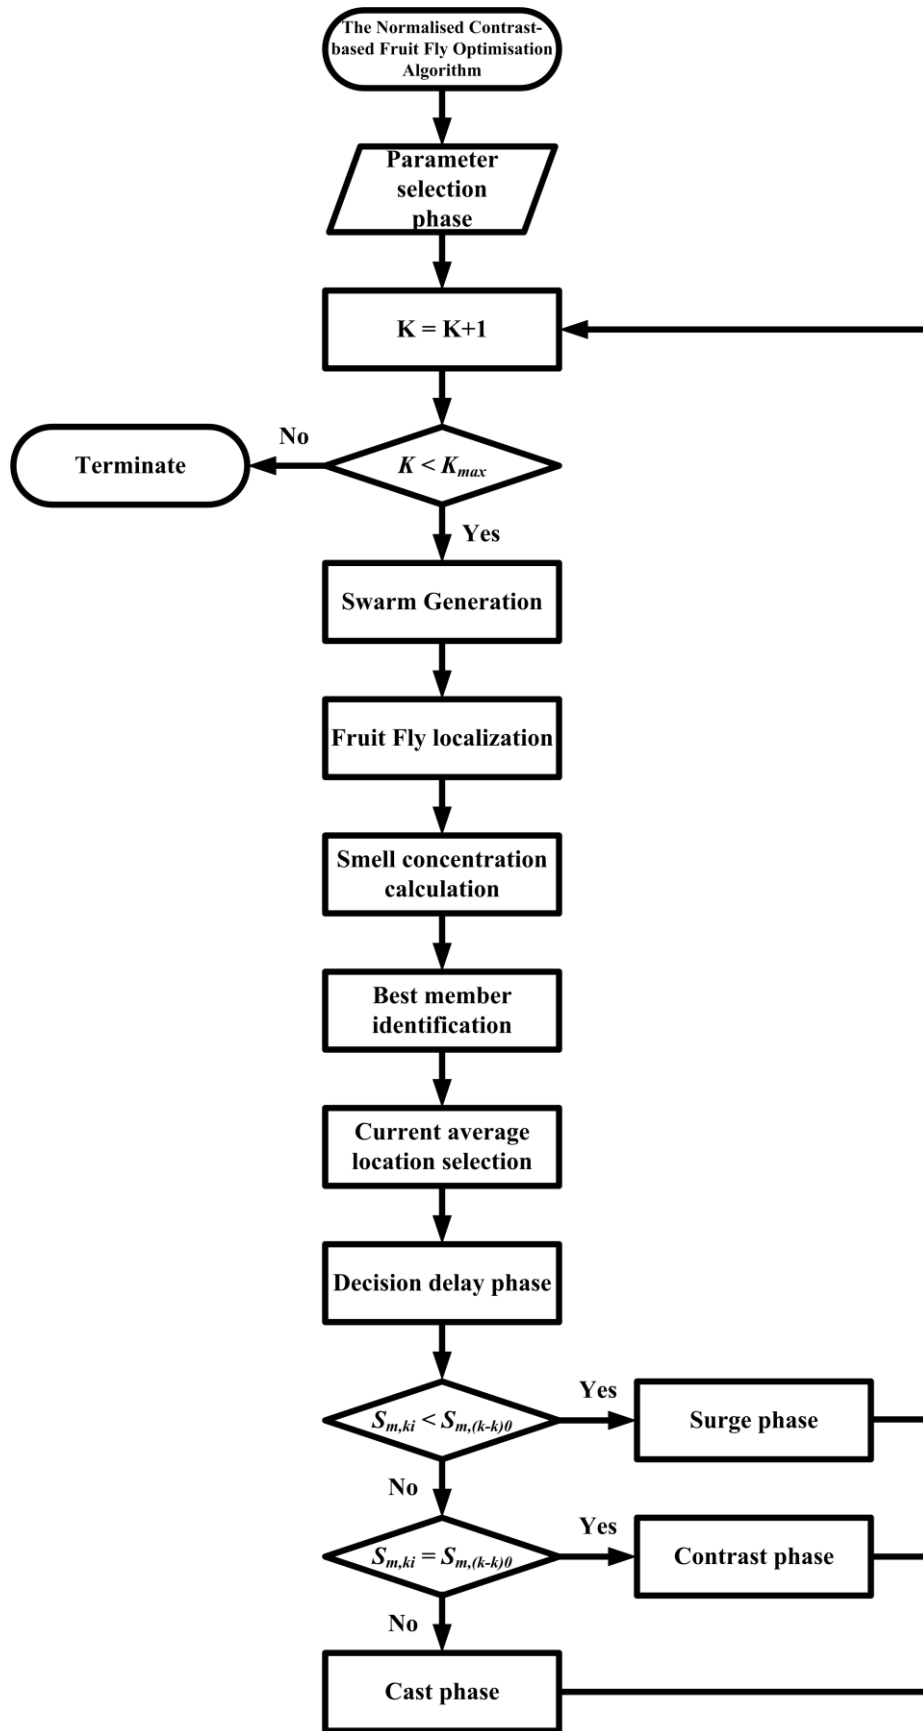 The Normalised Contrast-
based Fruit Fly Optimisation
Algorithm
Parameter
selection
phase
K = K+1
No
Terminate
K < Kmax
Yes
Swarm Generation
Fruit Fly localization
Smell concentration
calculation
Best member
identification
Current average
location selection
Decision delay phase
Sm,ki < Sm,(k-k)0
Yes
Surge phase
No
Sm,ki = Sm,(k-k)0
Yes
Contrast phase
No
Cast phase